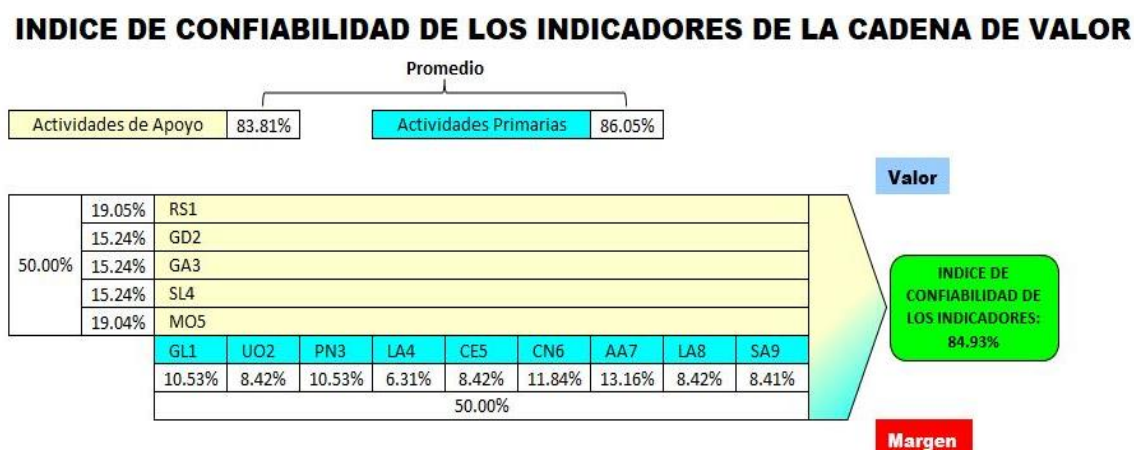 INDICE DE CONFIABILIDAD DE LOS INDICADORES DE LA CADENA DE VALOR
Promedio
Actividades de Apoyo 83.81% Actividades Primarias 86.05%
Valor
50.00%
19.05% RS1
15.24% GD2
15.24% GA3
15.24% SL4
19.04% MO5
GL1 UO2 PN3 LA4 CE5 CN6 AA7 LA8 SA9
10.53% 8.42% 10.53% 6.31% 8.42% 11.84% 13.16% 8.42% 8.41%
50.00%
INDICE DE
CONFIABILIDAD DE
LOS INDICADORES:
84.93%
Margen